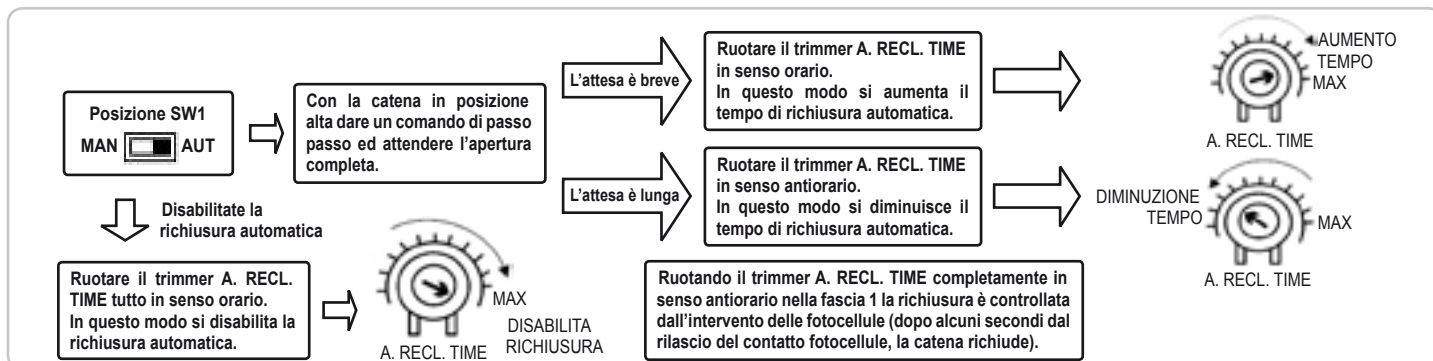 Posizione SW1
MAN AUT
Con la catena in posizione
alta dare un comando di passo
passo ed attendere l'apertura
completa.
L'attesa è breve
Ruotare il trimmer A. RECL. TIME
in senso orario.
In questo modo si aumenta il
tempo di richiusura automatica.
AUMENTO
TEMPO
MAX
A. RECL. TIME
L'attesa è lunga
Ruotare il trimmer A. RECL. TIME
in senso antiorario.
In questo modo si diminuisce il
tempo di richiusura automatica.
DIMINUZIONE
TEMPO
MAX
A. RECL. TIME
Disabilitate la
richiusura automatica
Ruotare il trimmer A. RECL.
TIME tutto in senso orario.
In questo modo si disabilita la
richiusura automatica.
MAX
DISABILITA
RICHIUSURA
A. RECL. TIME
Ruotando il trimmer A. RECL. TIME completamente in
senso antiorario nella fascia 1 la richiusura è controllata
dall'intervento delle fotocellule (dopo alcuni secondi dal
rilascio del contatto fotocellule, la catena richiude).